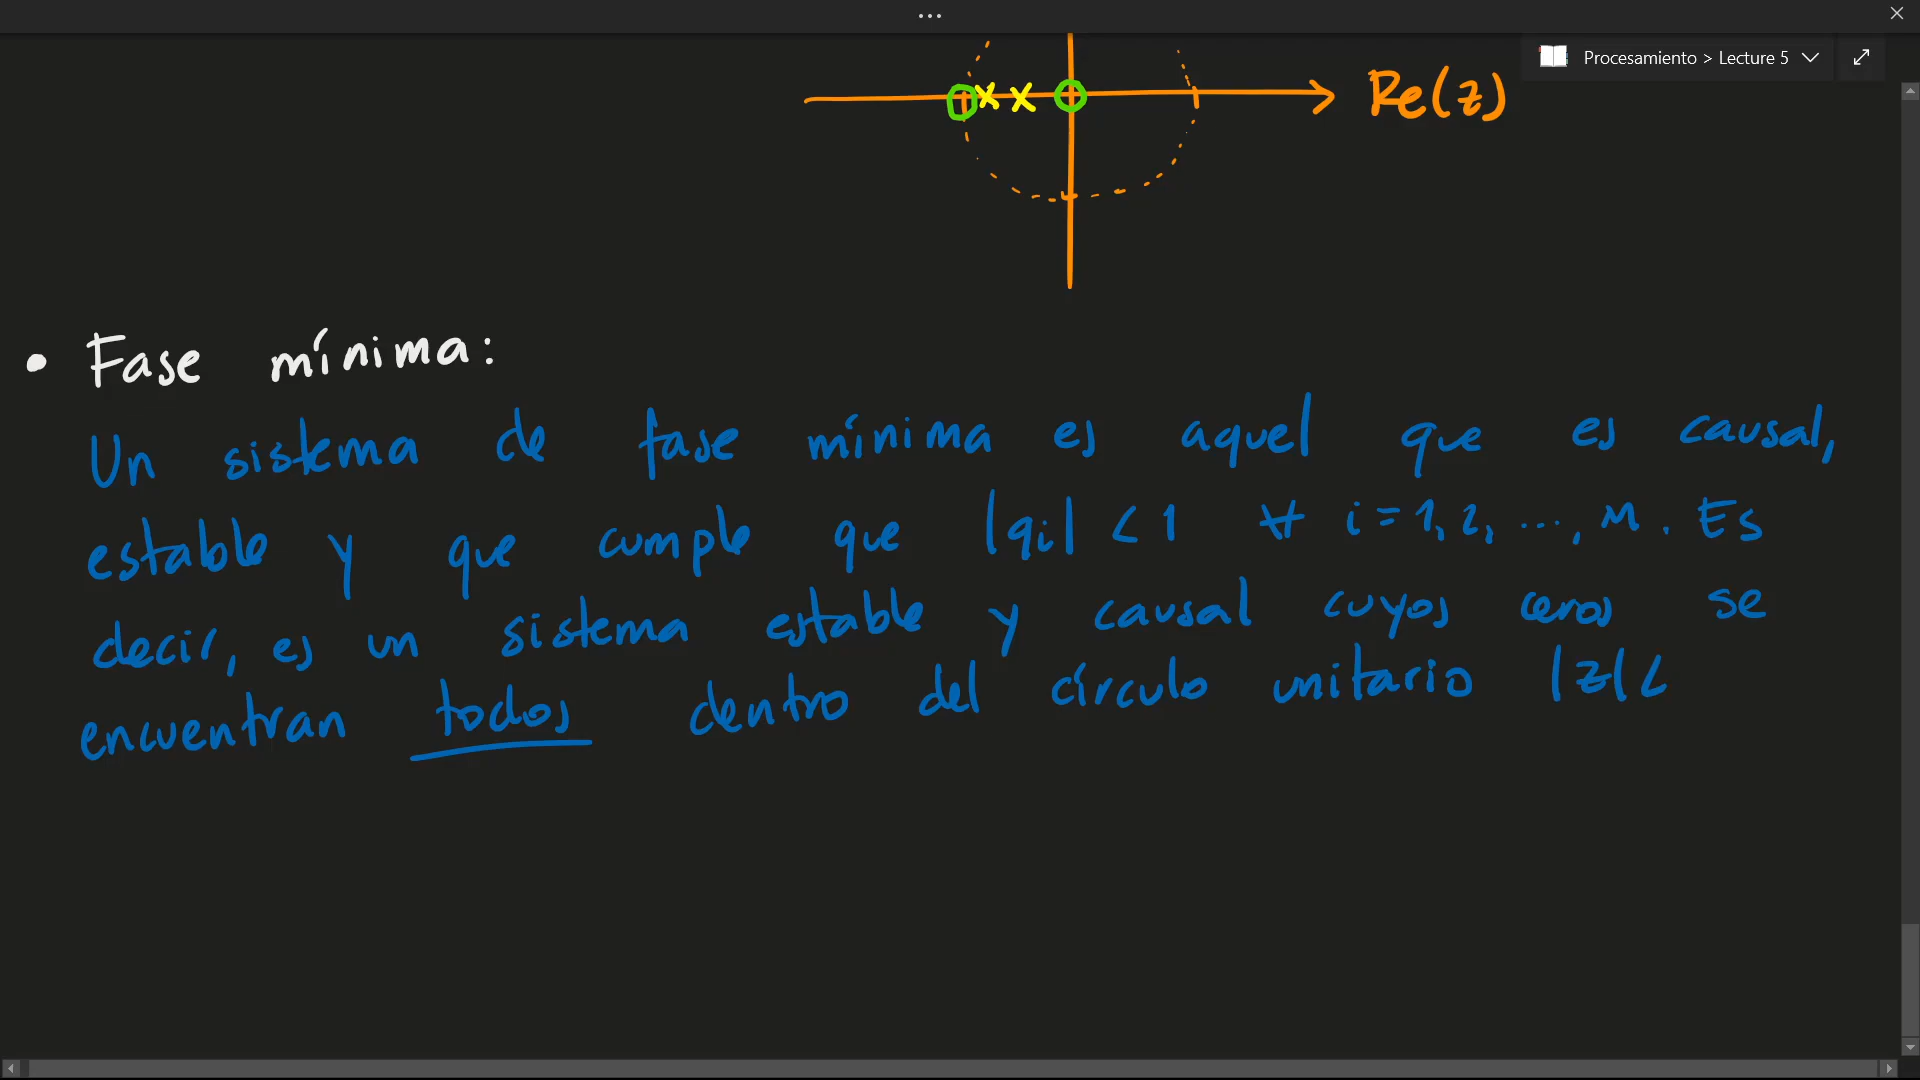 Procesamiento > Lecture 5
Re(z)
• Fase mínima:
Un sistema de fase mínima es aquel que es causal,
estable y que cumple que |qi| < 1 ∀ i = 1, 2, ..., M. Es
decir, es un sistema estable y causal cuyos ceros se
encuentran todos dentro del círculo unitario |z| <